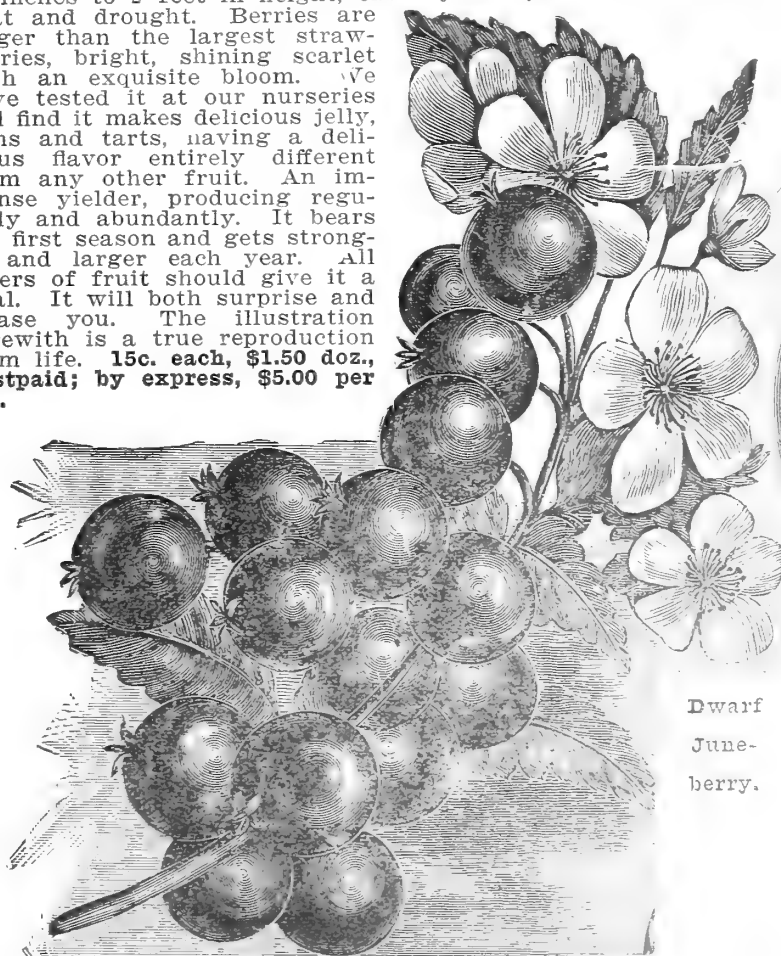 inches to 2 feet in height,
t and drought. Berries are
ger than the largest straw-
ries, bright, shining scarlet
h an exquisite bloom. We
ve tested it at our nurseries
d find it makes delicious jelly,
ns and tarts, having a deli-
us flavor entirely different
m any other fruit. An im-
nse yielder, producing regu-
ly and abundantly. It bears
first season and gets strong-
and larger each year. All
ers of fruit should give it a
al. It will both surprise and
ase you. The illustration
ewith is a true reproduction
m life. 15c. each, $1.50 doz.,
stpaid; by express, $5.00 per
.
Dwarf
June-
berry.